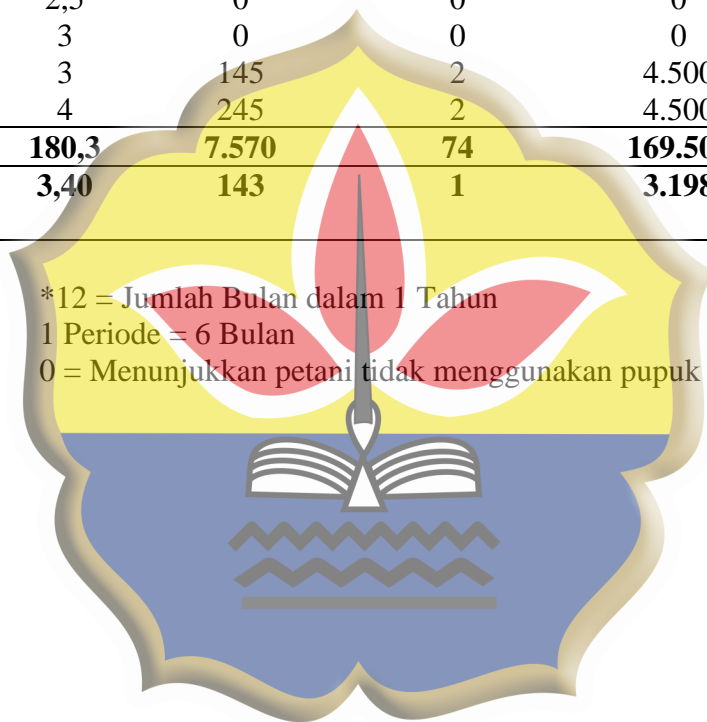 2,5 0 0 0
3 0 0 0
3 145 2 4.500
4 245 2 4.500
180,3 7.570 74 169.50
3,40 143 1 3.198
*12 = Jumlah Bulan dalam 1 Tahun
1 Periode = 6 Bulan
0 = Menunjukkan petani tidak menggunakan pupuk